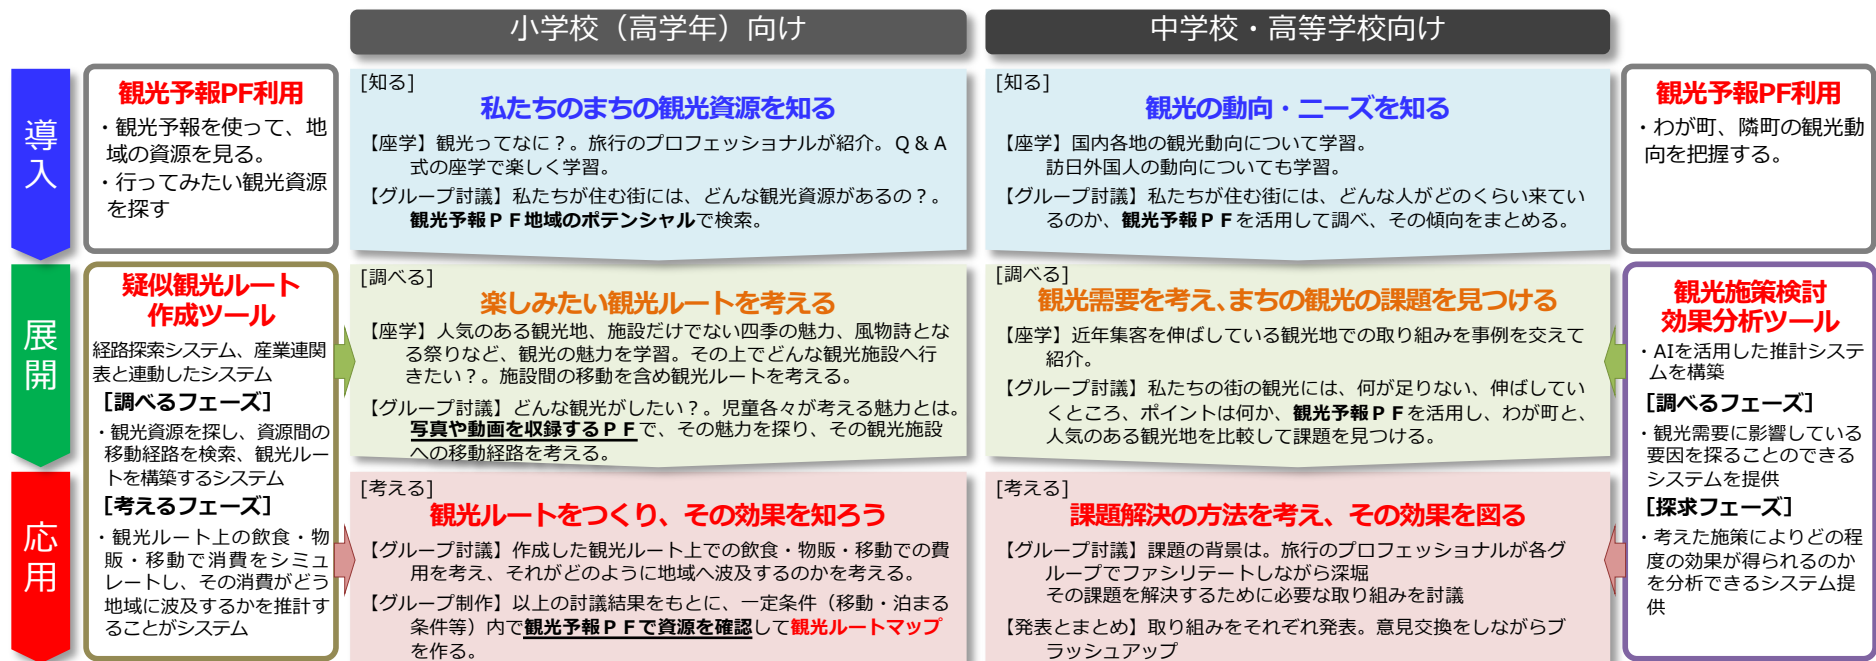 小学校（高学年）向け
中学校・高等学校向け
導入
観光予報PF利用
・観光予報を使って、地
域の資源を見る。
・行ってみたい観光資源
を探す
[知る]
私たちのまちの観光資源を知る
【座学】観光ってなに？。旅行のプロフェッショナルが紹介。Ｑ＆Ａ
式の座学で楽しく学習。
【グループ討議】私たちが住む街には、どんな観光資源があるの？。
観光予報ＰＦ地域のポテンシャルで検索。
[知る]
観光の動向・ニーズを知る
【座学】国内各地の観光動向について学習。
訪日外国人の動向についても学習。
【グループ討議】私たちが住む街には、どんな人がどのくらい来てい
るのか、観光予報ＰＦを活用して調べ、その傾向をまとめる。
観光予報PF利用
・わが町、隣町の観光動
向を把握する。
展開
疑似観光ルート
作成ツール
経路探索システム、産業連関
表と連動したシステム
［調べるフェーズ］
・観光資源を探し、資源間の
移動経路を検索、観光ルー
トを構築するシステム
［考えるフェーズ］
・観光ルート上の飲食・物
販・移動で消費をシミュ
レートし、その消費がどう
地域に波及するかを推計す
ることがシステム
[調べる]
楽しみたい観光ルートを考える
【座学】人気のある観光地、施設だけでない四季の魅力、風物詩とな
る祭りなど、観光の魅力を学習。その上でどんな観光施設へ行
きたい？。施設間の移動を含め観光ルートを考える。
【グループ討議】どんな観光がしたい？。児童各々が考える魅力とは。
写真や動画を収録するＰＦで、その魅力を探り、その観光施設
への移動経路を考える。
[調べる]
観光需要を考え、まちの観光の課題を見つける
【座学】近年集客を伸ばしている観光地での取り組みを事例を交えて
紹介。
【グループ討議】私たちの街の観光には、何が足りない、伸ばしてい
くところ、ポイントは何か、観光予報ＰＦを活用し、わが町と、
人気のある観光地を比較して課題を見つける。
観光施策検討
効果分析ツール
・AIを活用した推計システ
ムを構築
［調べるフェーズ］
・観光需要に影響している
要因を探ることのできる
システムを提供
［探求フェーズ］
・考えた施策によりどの程
度の効果が得られるのか
を分析できるシステム提
供
応用
[考える]
観光ルートをつくり、その効果を知ろう
【グループ討議】作成した観光ルート上での飲食・物販・移動での費
用を考え、それがどのように地域へ波及するのかを考える。
【グループ制作】以上の討議結果をもとに、一定条件（移動・泊まる
条件等）内で観光予報ＰＦで資源を確認して観光ルートマップ
を作る。
[考える]
課題解決の方法を考え、その効果を図る
【グループ討議】課題の背景は。旅行のプロフェッショナルが各グ
ループでファシリテートしながら深堀
その課題を解決するために必要な取り組みを討議
【発表とまとめ】取り組みをそれぞれ発表。意見交換をしながらブ
ラッシュアップ